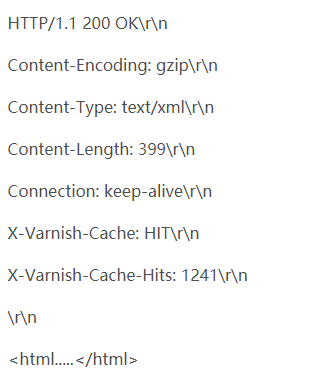 HTTP/1.1 200 OK\r\n
Content-Encoding: gzip\r\n
Content-Type: text/xml\r\n
Content-Length: 399\r\n
Connection: keep-alive\r\n
X-Varnish-Cache: HIT\r\n
X-Varnish-Cache-Hits: 1241\r\n
\r\n
<html.....</html>